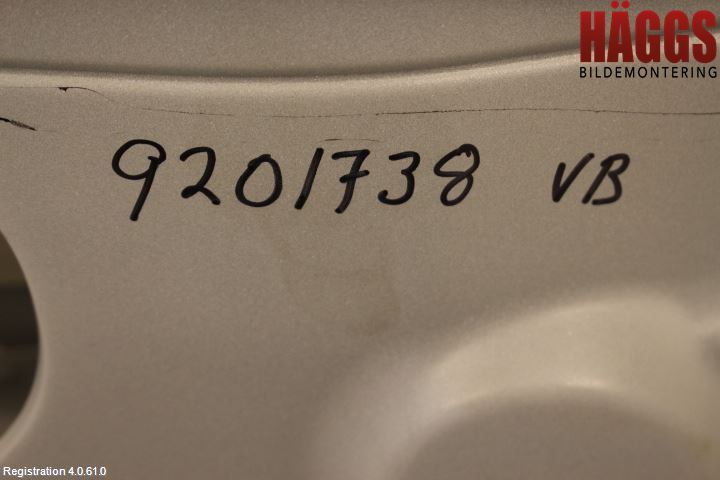 HÄGGS
BILDEMONTERING
9201738 VB
Registration 4.0.61.0